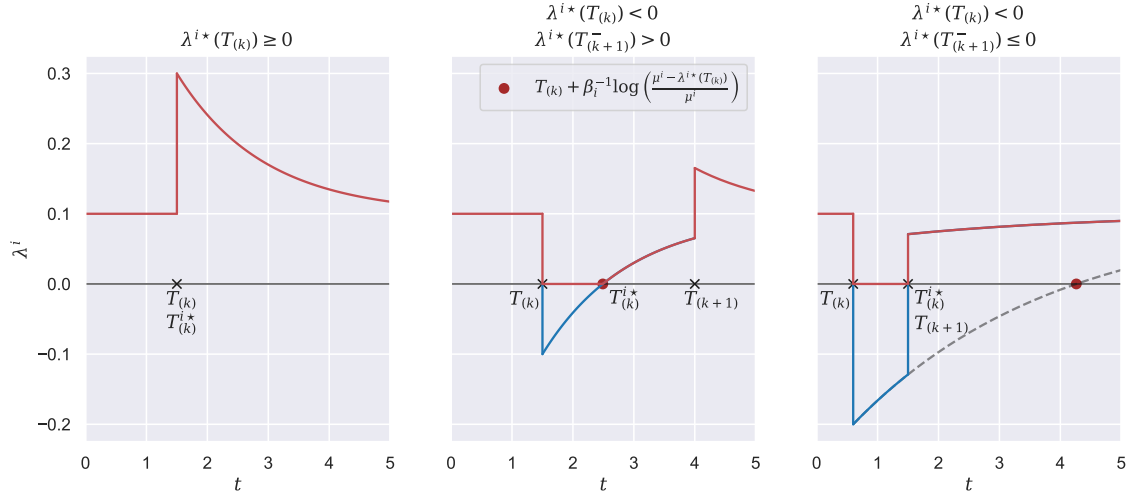 λ^{i⋆}(T_{(k)}) ≥ 0
λ^{i⋆}(T_{(k)}) < 0
λ^{i⋆}(T^−_{(k+1)}) > 0
λ^{i⋆}(T_{(k)}) < 0
λ^{i⋆}(T^−_{(k+1)}) ≤ 0
λ^i
0.3
0.2
0.1
0.0
−0.1
−0.2
T_{(k)}
T^{i⋆}_{(k)}
0 1 2 3 4 5
t
T_{(k)} + β_i^{−1} log ( (μ^i − λ^{i⋆}(T_{(k)})) / μ^i )
T_{(k)}
T^{i⋆}_{(k)}
T_{(k+1)}
0 1 2 3 4 5
t
T_{(k)}
T^{i⋆}_{(k)}
T_{(k+1)}
0 1 2 3 4 5
t